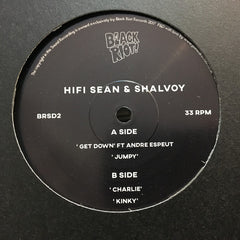 BLACK
RIOT!
HIFI SEAN & SHALVOY
BRSD2
33 RPM
A SIDE
' GET DOWN' FT ANDRE ESPEUT
' JUMPY'
B SIDE
' CHARLIE'
' KINKY'